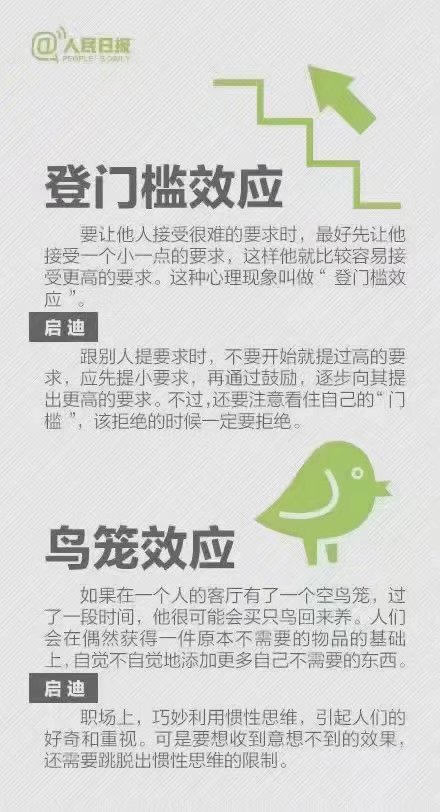 @人民日报
PEOPLE'S DAILY
登门槛效应
要让他人接受很难的要求时，最好先让他
接受一个小一点的要求，这样他就比较容易接
受更高的要求。这种心理现象叫做“登门槛效
应”。
启迪
跟别人提要求时，不要开始就提过高的要
求，应先提小要求，再通过鼓励，逐步向其提
出更高的要求。不过，还要注意看住自己的“门
槛”，该拒绝的时候一定要拒绝。
鸟笼效应
如果在一个人的客厅有了一个空鸟笼，过
了一段时间，他很可能会买只鸟回来养。人们
会在偶然获得一件原本不需要的物品的基础
上，自觉不自觉地添加更多自己不需要的东西。
启迪
职场上，巧妙利用惯性思维，引起人们的
好奇和重视。可是要想收到意想不到的效果，
还需要跳脱出惯性思维的限制。